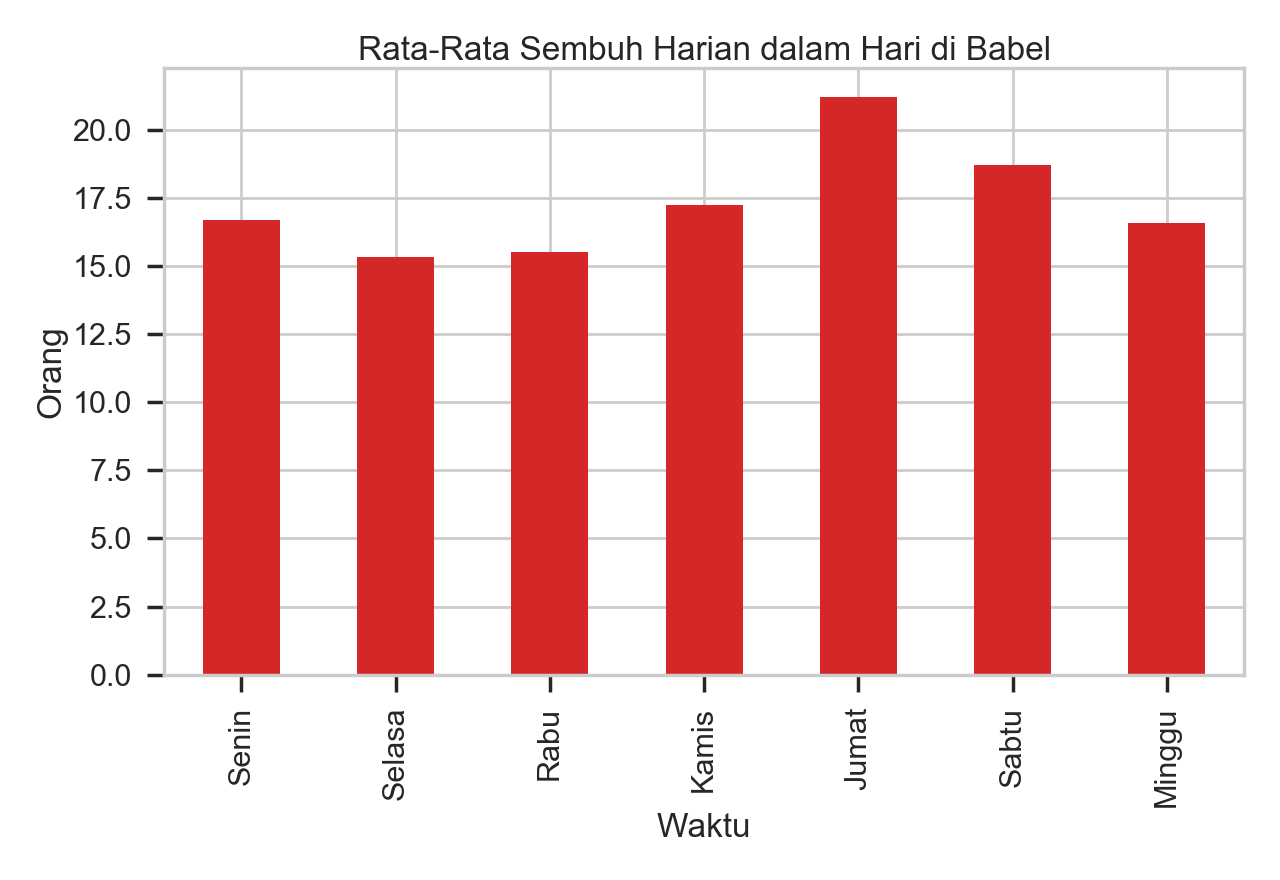 Rata-Rata Sembuh Harian dalam Hari di Babel
Orang
20.0
17.5
15.0
12.5
10.0
7.5
5.0
2.5
0.0
Senin
Selasa
Rabu
Kamis
Jumat
Sabtu
Minggu
Waktu